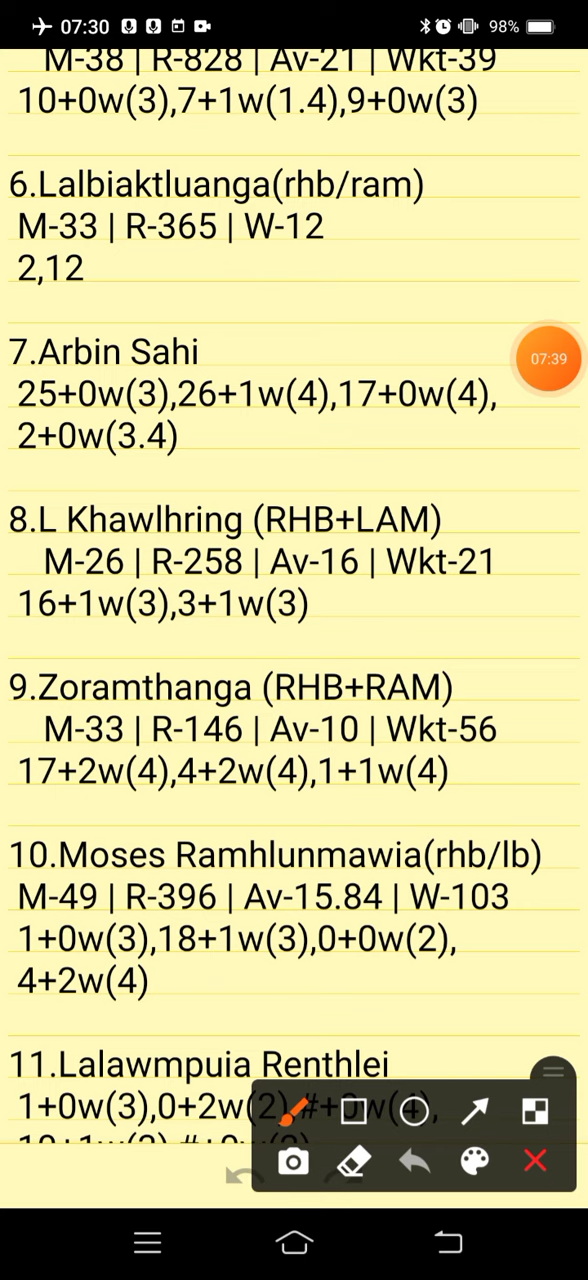 07:30
98%
M-38 | R-828 | Av-21 | Wkt-39
10+0w(3),7+1w(1.4),9+0w(3)
6.Lalbiaktluanga(rhb/ram)
M-33 | R-365 | W-12
2,12
7.Arbin Sahi
07:39
25+0w(3),26+1w(4),17+0w(4),
2+0w(3.4)
8.L Khawlhring (RHB+LAM)
M-26 | R-258 | Av-16 | Wkt-21
16+1w(3),3+1w(3)
9.Zoramthanga (RHB+RAM)
M-33 | R-146 | Av-10 | Wkt-56
17+2w(4),4+2w(4),1+1w(4)
10.Moses Ramhlunmawia(rhb/lb)
M-49 | R-396 | Av-15.84 | W-103
1+0w(3),18+1w(3),0+0w(2),
4+2w(4)
11.Lalawmpuia Renthlei
1+0w(3),0+2w(2),#+0w(4),